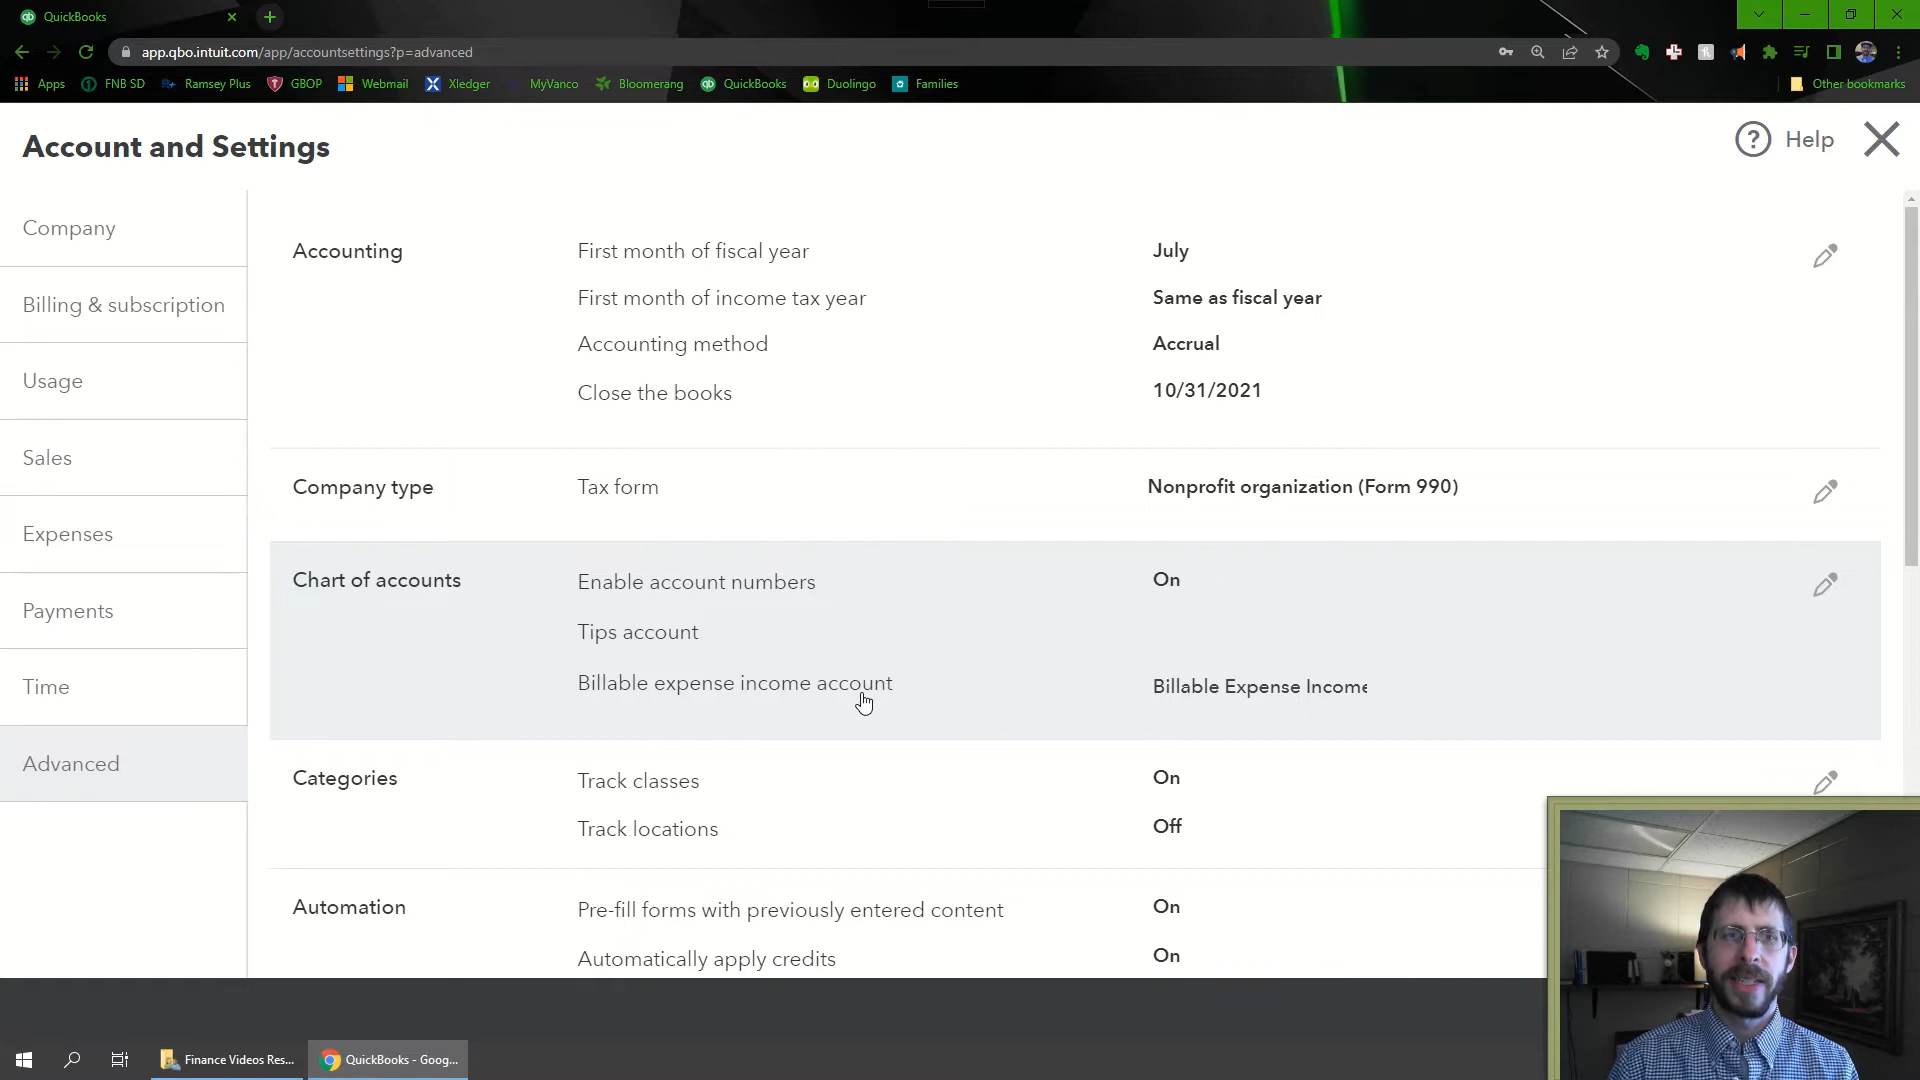 QuickBooks
app.qbo.intuit.com/app/accountsettings?p=advanced
Apps FNB SD Ramsey Plus GBOP Webmail Xledger MyVanco Bloomerang QuickBooks Duolingo Families Other bookmarks
Account and Settings
? Help
Company
Billing & subscription
Usage
Sales
Expenses
Payments
Time
Advanced
Accounting First month of fiscal year July
First month of income tax year Same as fiscal year
Accounting method Accrual
Close the books 10/31/2021
Company type Tax form Nonprofit organization (Form 990)
Chart of accounts Enable account numbers On
Tips account
Billable expense income account Billable Expense Income
Categories Track classes On
Track locations Off
Automation Pre-fill forms with previously entered content On
Automatically apply credits On
Finance Videos Res... QuickBooks - Goog...